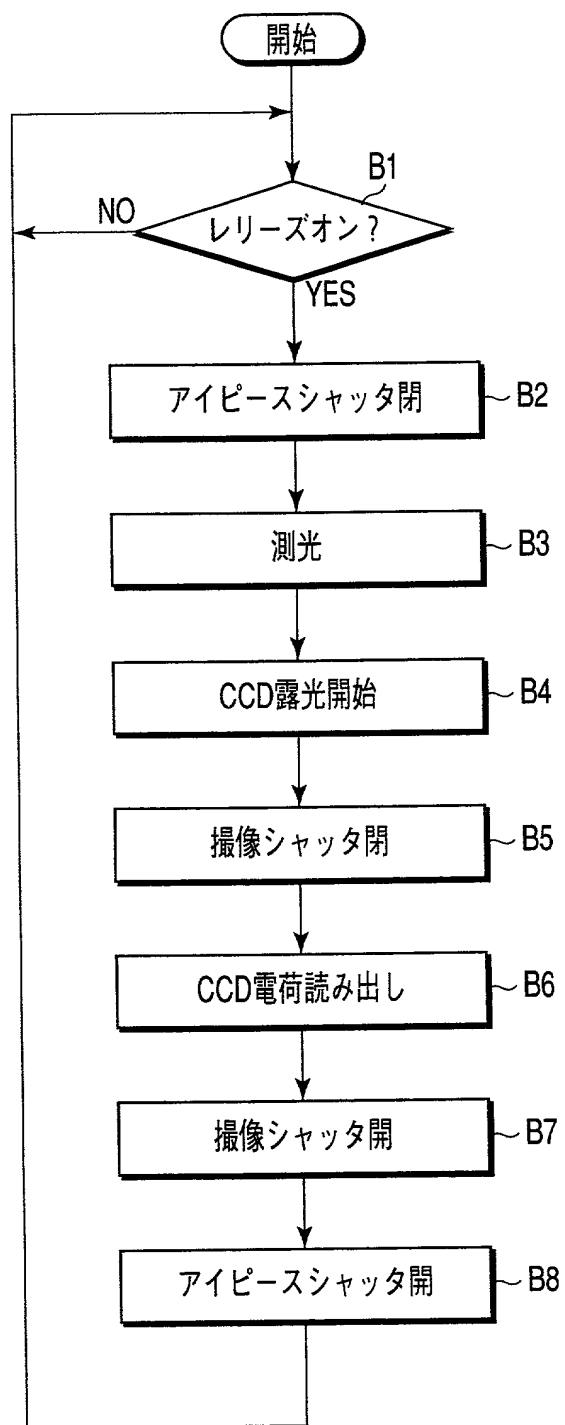 開始
B1
NO
レリーズオン?
YES
アイピースシャッタ閉
B2
測光
B3
CCD露光開始
B4
撮像シャッタ閉
B5
CCD電荷読み出し
B6
撮像シャッタ開
B7
アイピースシャッタ開
B8